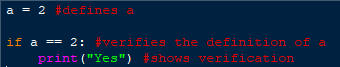 a = 2 #defines a
if a == 2: #verifies the definition of a
print("Yes") #shows verification